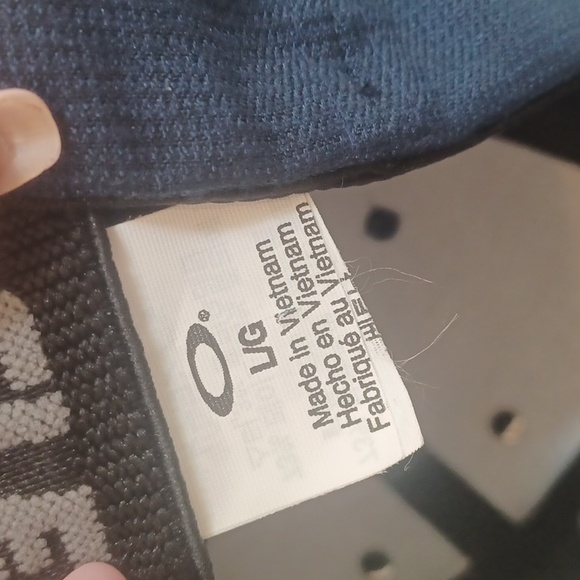 ®
L/G
Made in Vietnam
Hecho en Vietnam
Fabriqué au Vietnam